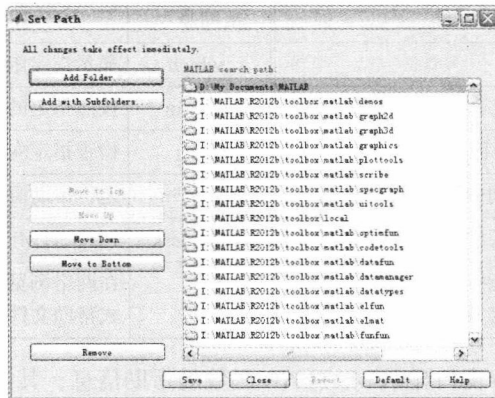 Set Path
All changes take effect immediately.
Add Folder...
Add with Subfolders...
Move to Top
Move Up
Move Down
Move to Bottom
Remove
MATLAB search path:
D:\My Documents\MATLAB
I:\MATLAB\R2012b\toolbox\matlab\demos
I:\MATLAB\R2012b\toolbox\matlab\graph2d
I:\MATLAB\R2012b\toolbox\matlab\graph3d
I:\MATLAB\R2012b\toolbox\matlab\graphics
I:\MATLAB\R2012b\toolbox\matlab\plottools
I:\MATLAB\R2012b\toolbox\matlab\scribe
I:\MATLAB\R2012b\toolbox\matlab\specgraph
I:\MATLAB\R2012b\toolbox\matlab\uitools
I:\MATLAB\R2012b\toolbox\local
I:\MATLAB\R2012b\toolbox\matlab\optimfun
I:\MATLAB\R2012b\toolbox\matlab\codetools
I:\MATLAB\R2012b\toolbox\matlab\datafun
I:\MATLAB\R2012b\toolbox\matlab\datamanager
I:\MATLAB\R2012b\toolbox\matlab\datatypes
I:\MATLAB\R2012b\toolbox\matlab\elfun
I:\MATLAB\R2012b\toolbox\matlab\elmat
I:\MATLAB\R2012b\toolbox\matlab\funfun
Save
Close
Revert
Default
Help